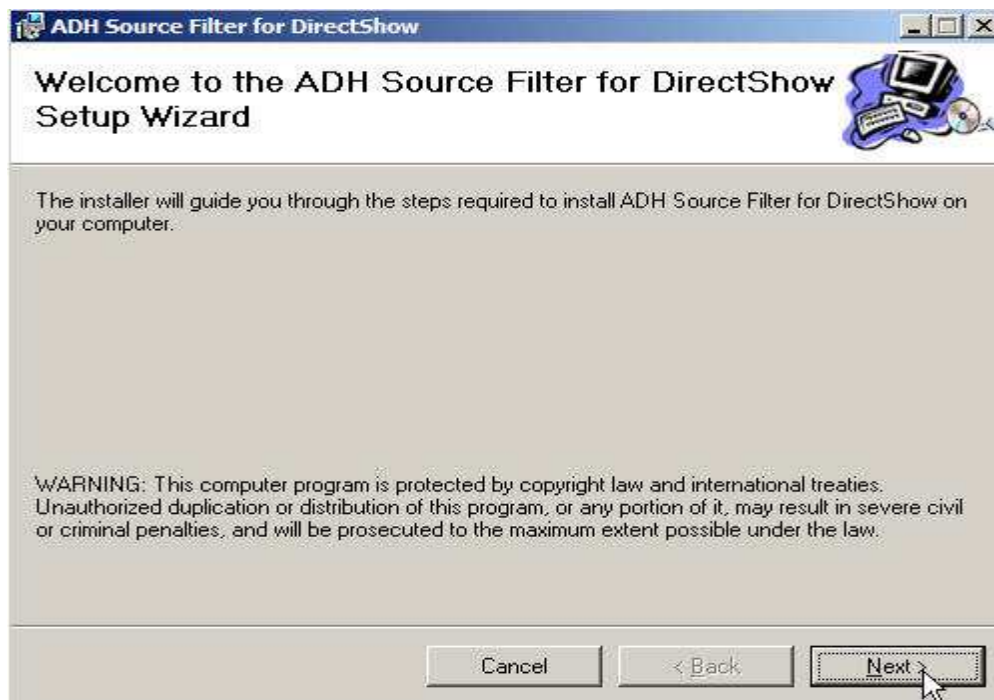 ADH Source Filter for DirectShow
Welcome to the ADH Source Filter for DirectShow
Setup Wizard
The installer will guide you through the steps required to install ADH Source Filter for DirectShow on
your computer.
WARNING: This computer program is protected by copyright law and international treaties.
Unauthorized duplication or distribution of this program, or any portion of it, may result in severe civil
or criminal penalties, and will be prosecuted to the maximum extent possible under the law.
Cancel < Back Next >